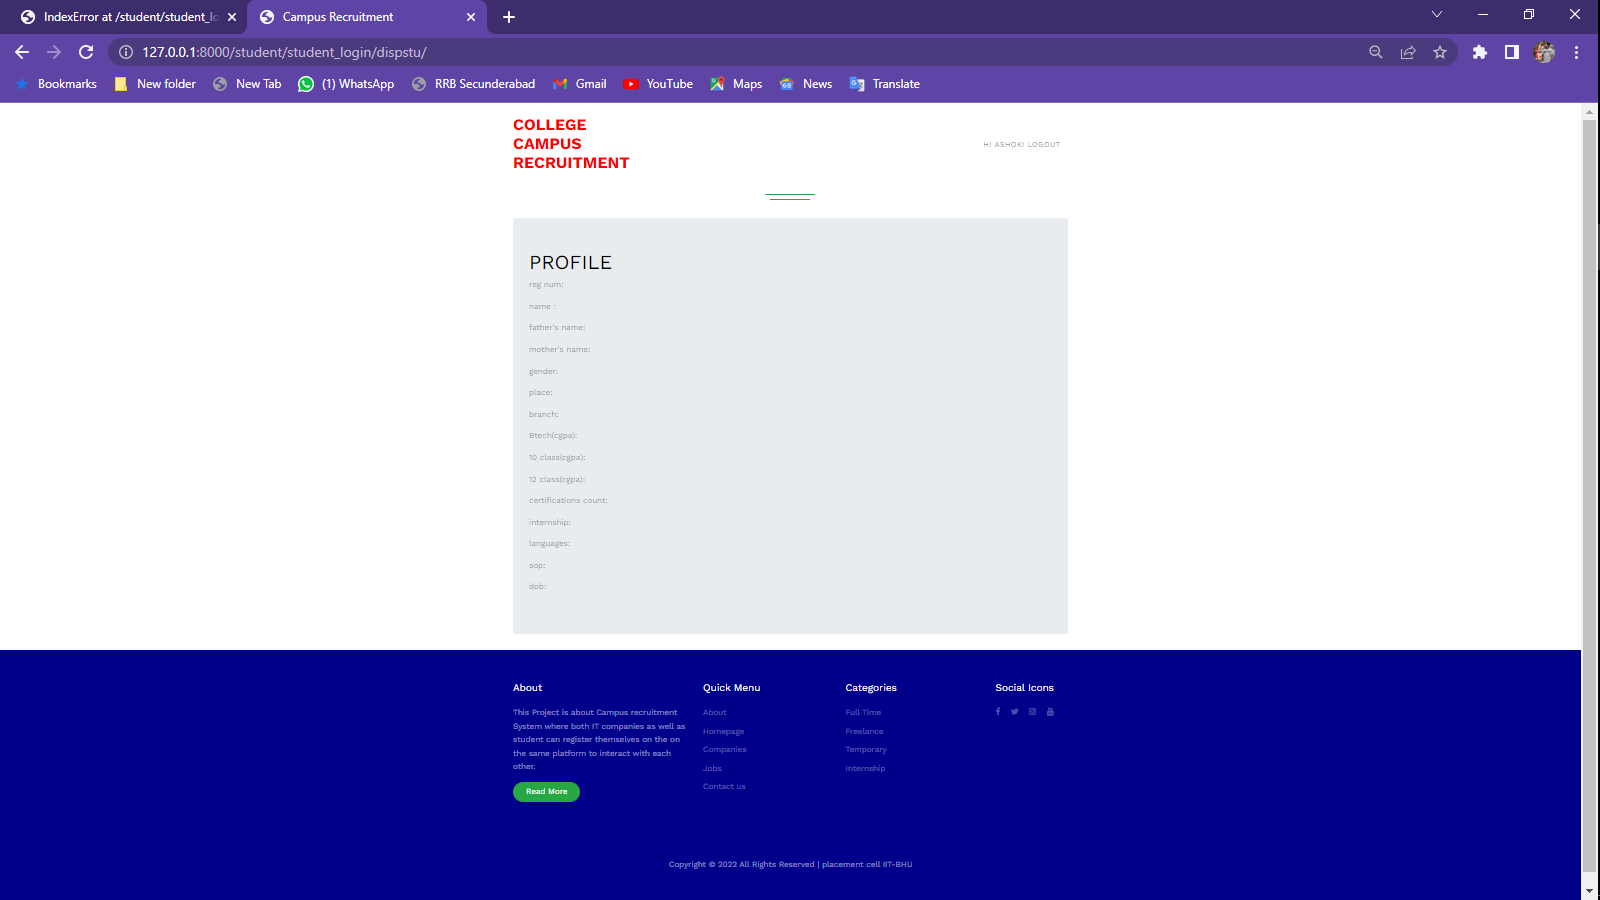 IndexError at /student/student_lo
Campus Recruitment
127.0.0.1:8000/student/student_login/dispstu/
Bookmarks
New folder
New Tab
(1) WhatsApp
RRB Secunderabad
Gmail
YouTube
Maps
News
Translate
COLLEGE
CAMPUS
RECRUITMENT
HI ASHOK! LOGOUT
PROFILE
reg num:
name :
father's name:
mother's name:
gender:
place:
branch:
Btech(cgpa):
10 class(cgpa):
12 class(cgpa):
certifications count:
internship:
languages:
sop:
dob:
About
This Project is about Campus recruitment
System where both IT companies as well as
student can register themselves on the on
the same platform to interact with each
other.
Read More
Quick Menu
About
Homepage
Companies
Jobs
Contact us
Categories
Full Time
Freelance
Temporary
Internship
Social Icons
Copyright © 2022 All Rights Reserved | placement cell IIT-BHU